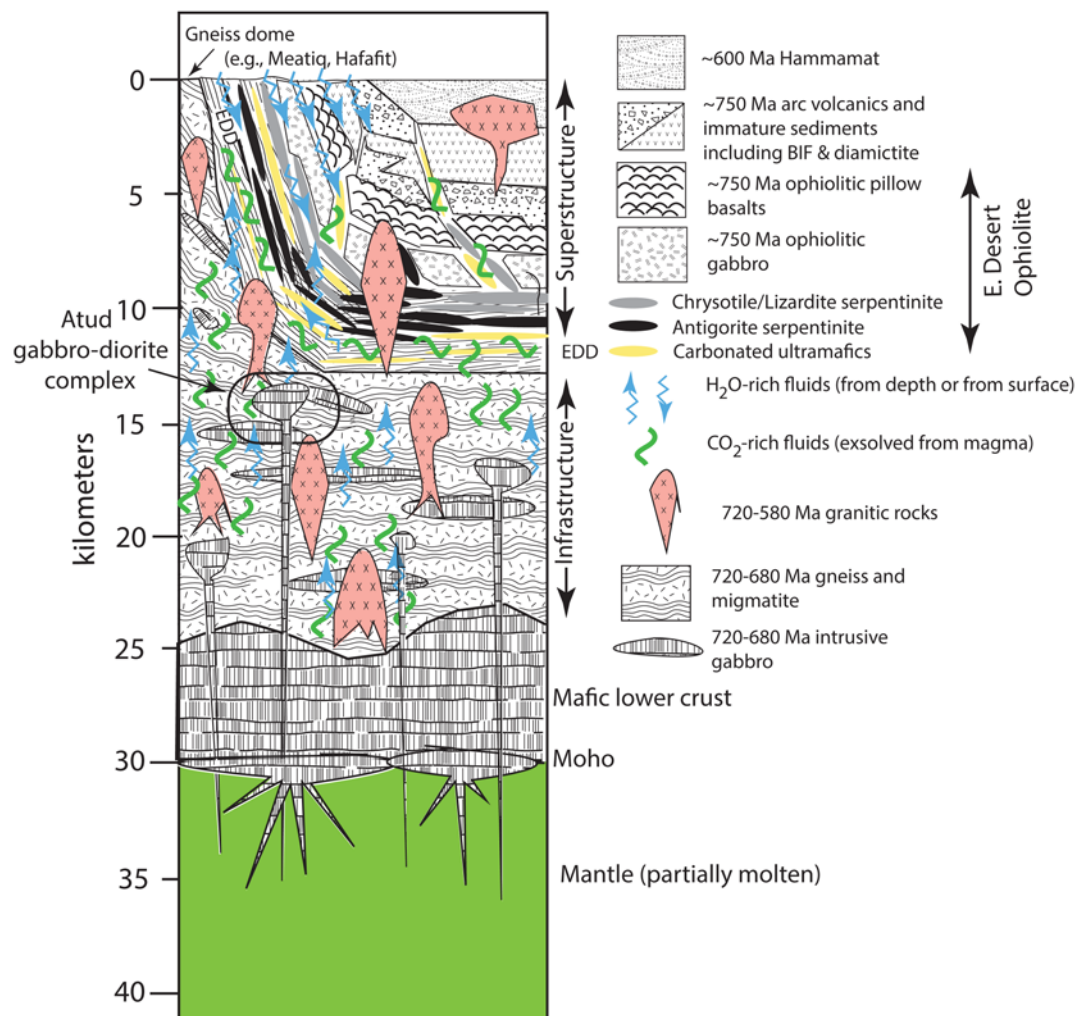 Gneiss dome
(e.g., Meatiq, Hafafit)
0
5
10
15
20
25
30
35
40
kilometers
EDD
Atud
gabbro-diorite
complex
Superstructure
Infrastructure
Mafic lower crust
Moho
Mantle (partially molten)
~600 Ma Hammamat
~750 Ma arc volcanics and
immature sediments
including BIF & diamictite
~750 Ma ophiolitic pillow
basalts
~750 Ma ophiolitic
gabbro
Chrysotile/Lizardite serpentinite
Antigorite serpentinite
EDD
Carbonated ultramafics
E. Desert
Ophiolite
H₂O-rich fluids (from depth or from surface)
CO₂-rich fluids (exsolved from magma)
720-580 Ma granitic rocks
720-680 Ma gneiss and
migmatite
720-680 Ma intrusive
gabbro